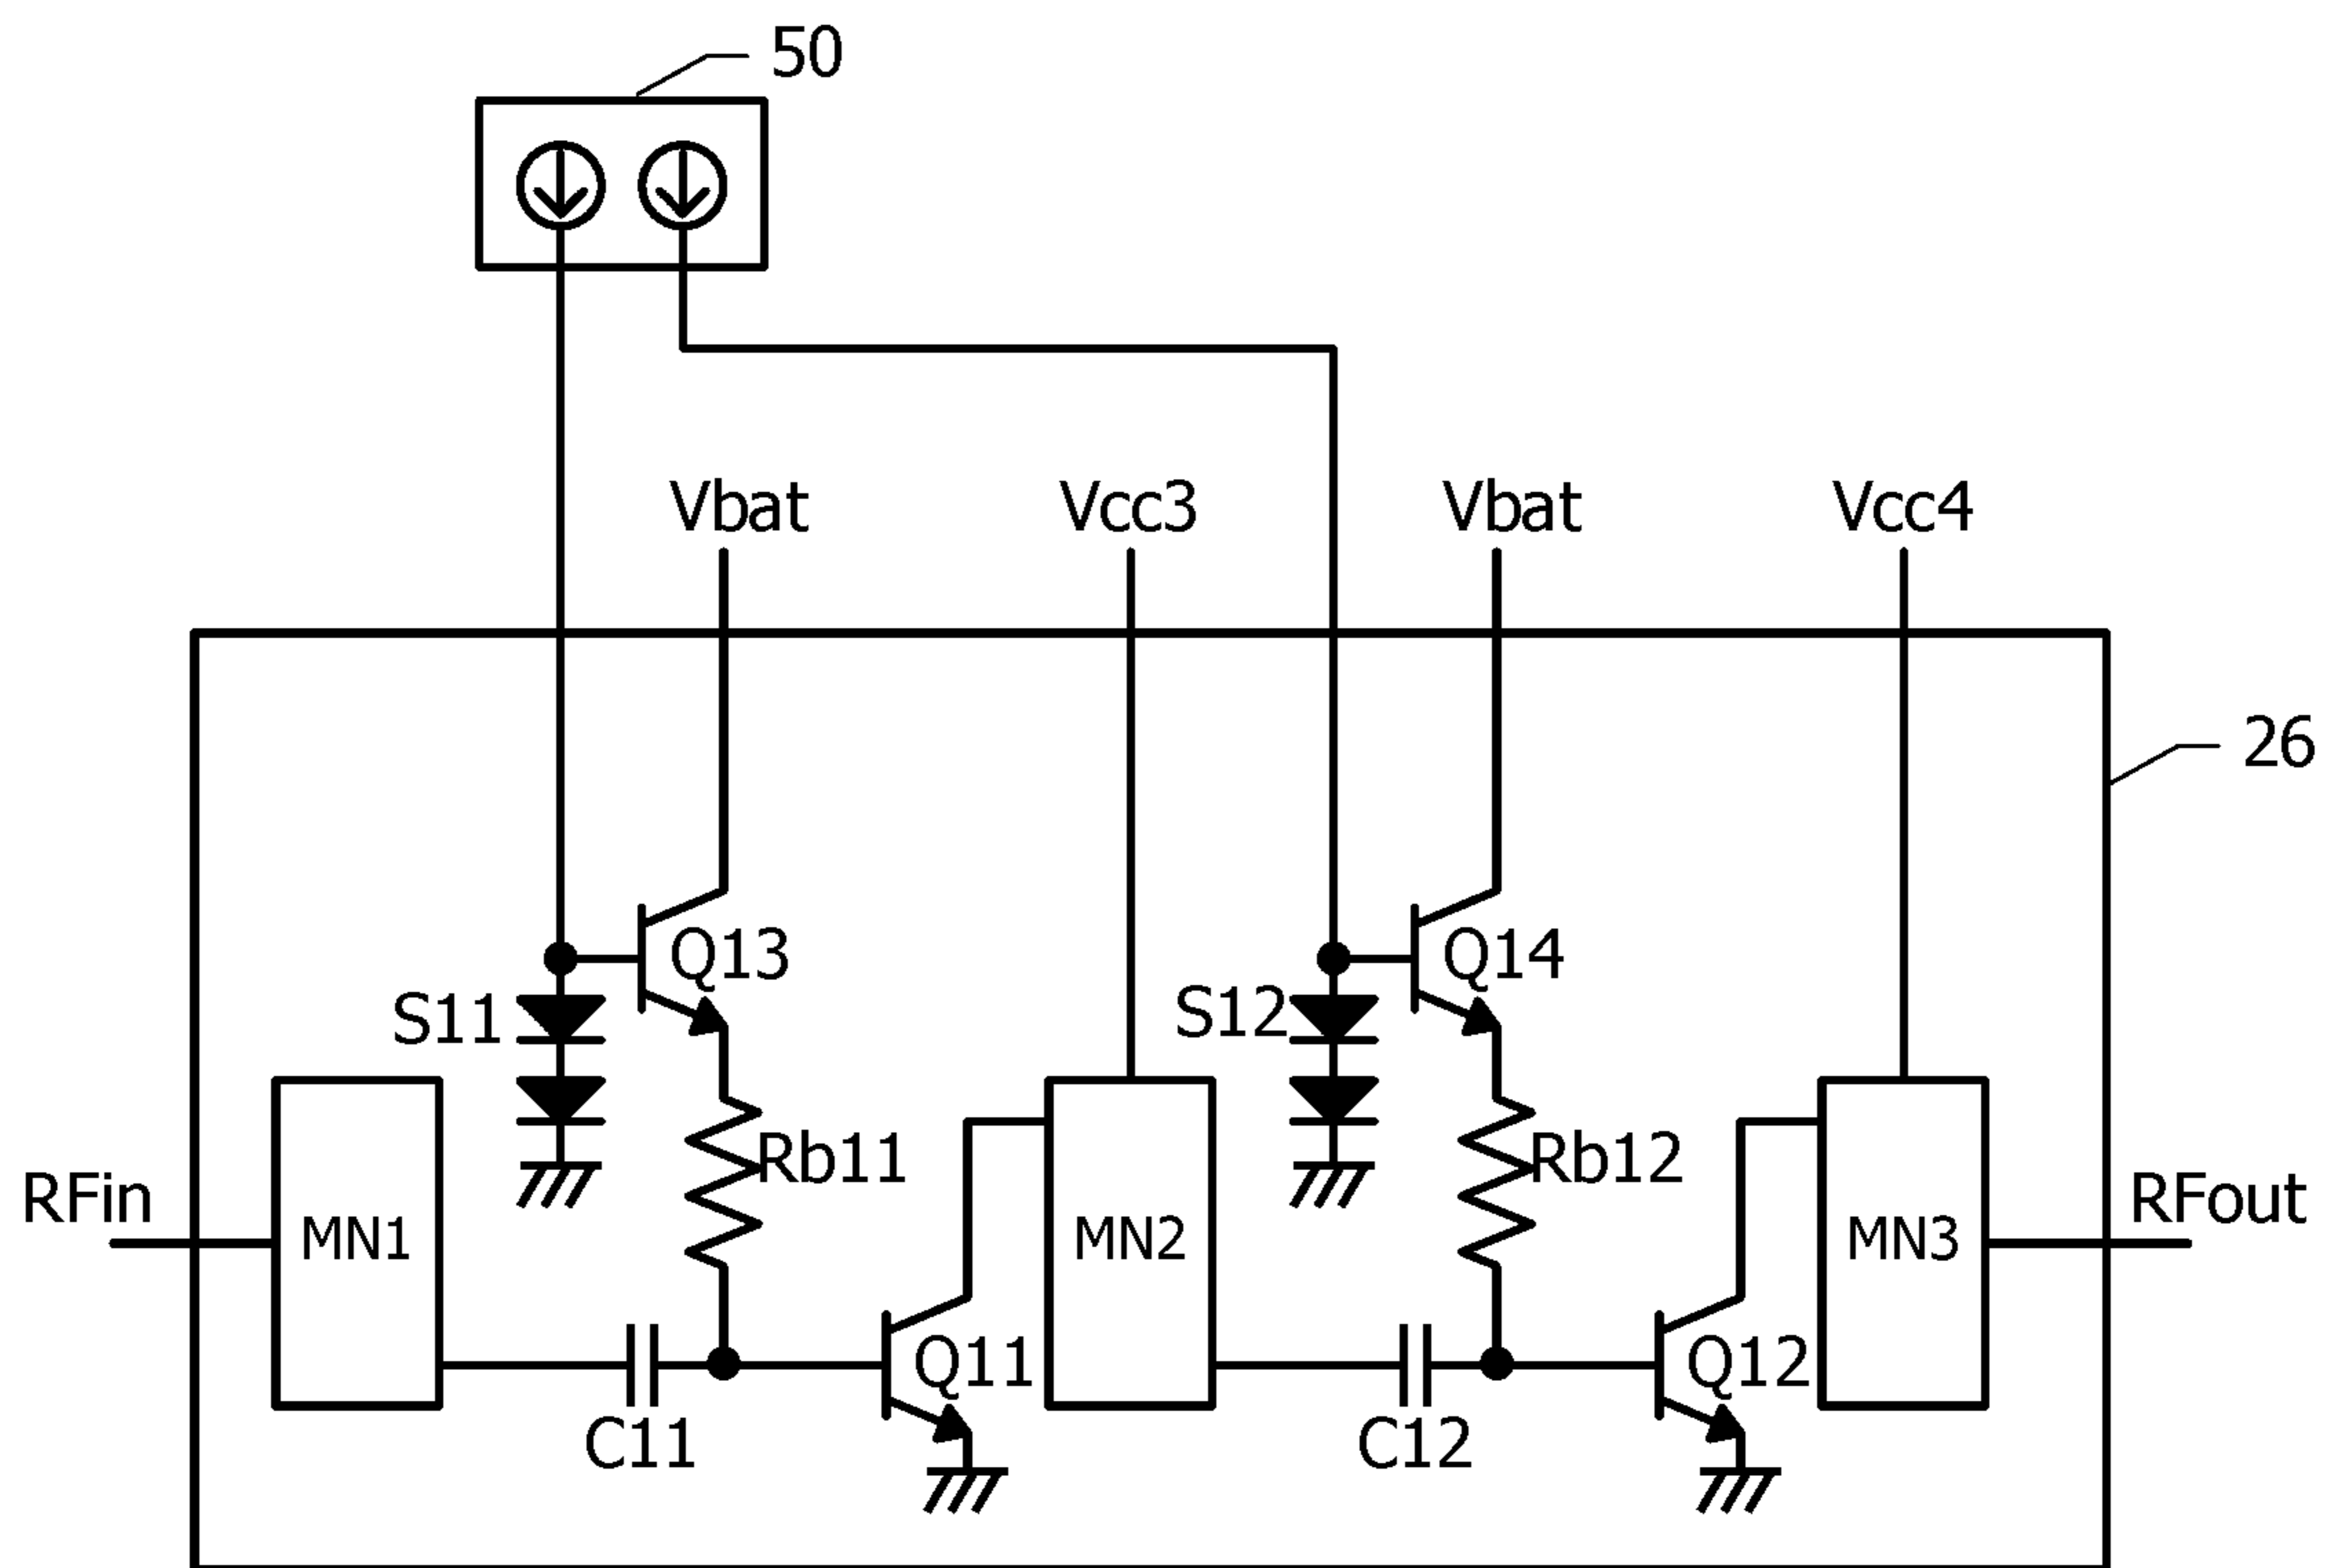 50
Vbat
Vcc3
Vbat
Vcc4
26
Q13
Q14
S11
S12
Rb11
Rb12
RFin
MN1
MN2
MN3
RFout
Q11
Q12
C11
C12